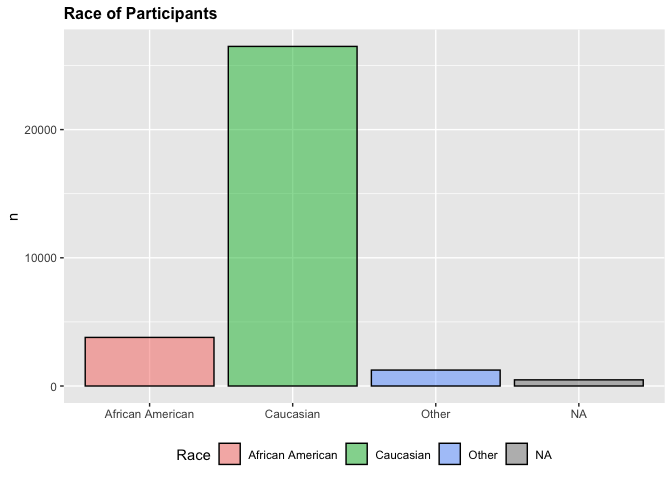 Race of Participants
n
20000
10000
0
African American Caucasian Other NA
Race African American Caucasian Other NA